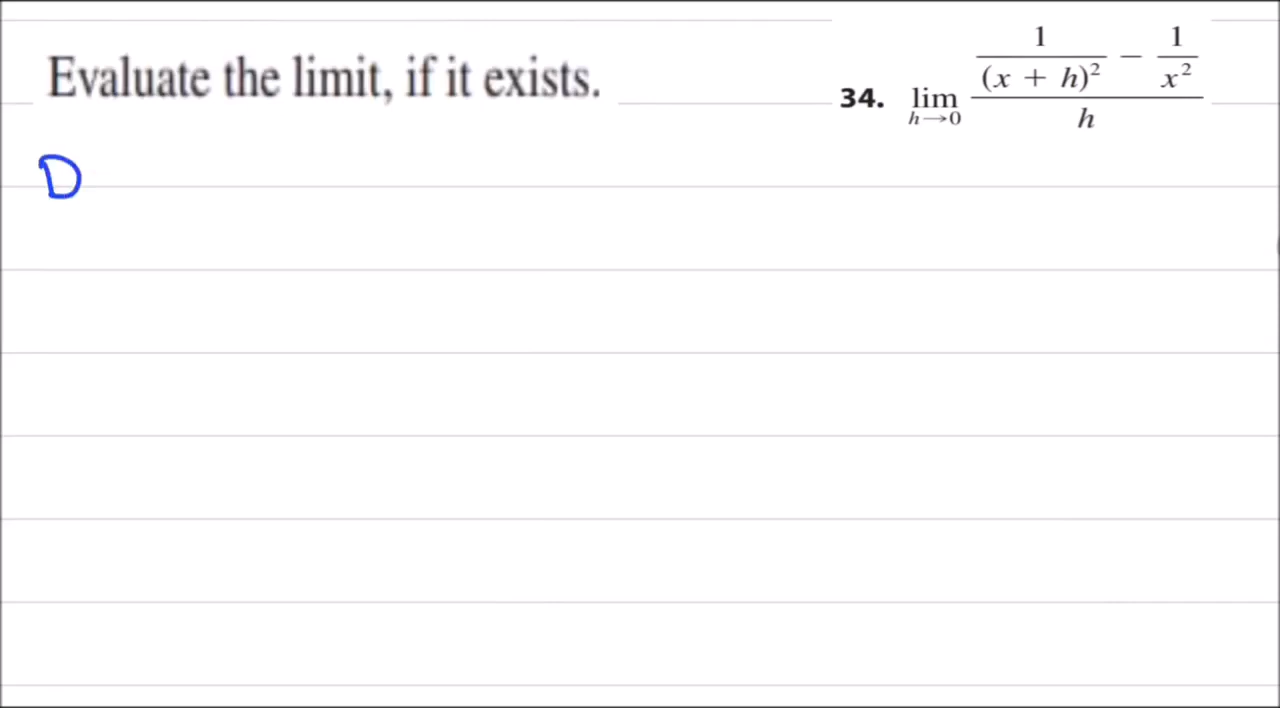 Evaluate the limit, if it exists.
34. lim h→0 (1/(x + h)² − 1/x²)/h
D